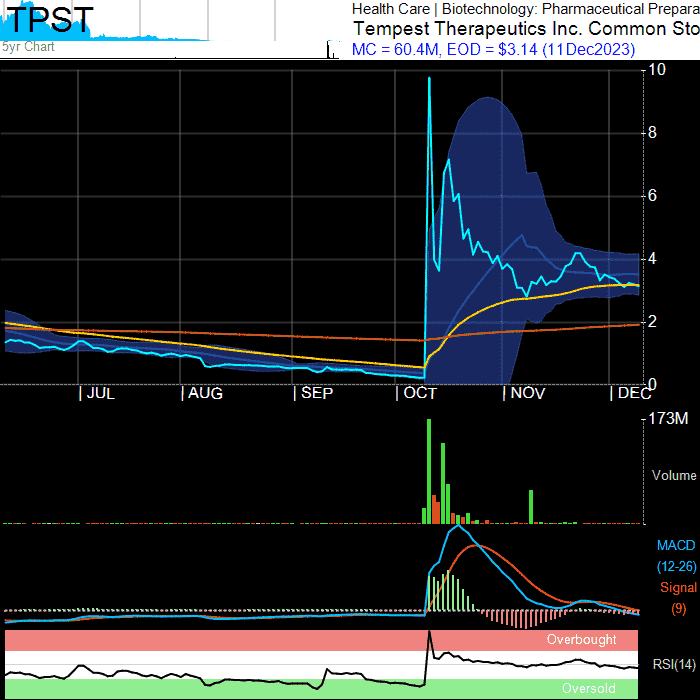 TPST
5yr Chart
Health Care | Biotechnology: Pharmaceutical Prepara
Tempest Therapeutics Inc. Common Sto
MC = 60.4M, EOD = $3.14 (11Dec2023)
10
8
6
4
2
0
JUL AUG SEP OCT NOV DEC
173M
Volume
MACD
(12-26)
Signal
(9)
Overbought
RSI(14)
Oversold